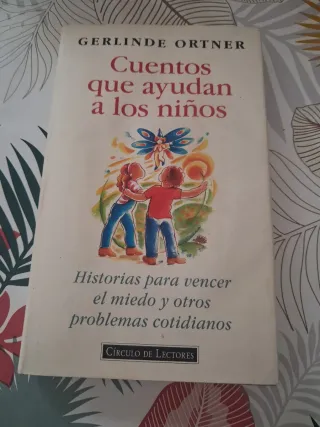 GERLINDE ORTNER
Cuentos
que ayudan
a los niños
Historias para vencer
el miedo y otros
problemas cotidianos
CÍRCULO DE LECTORES